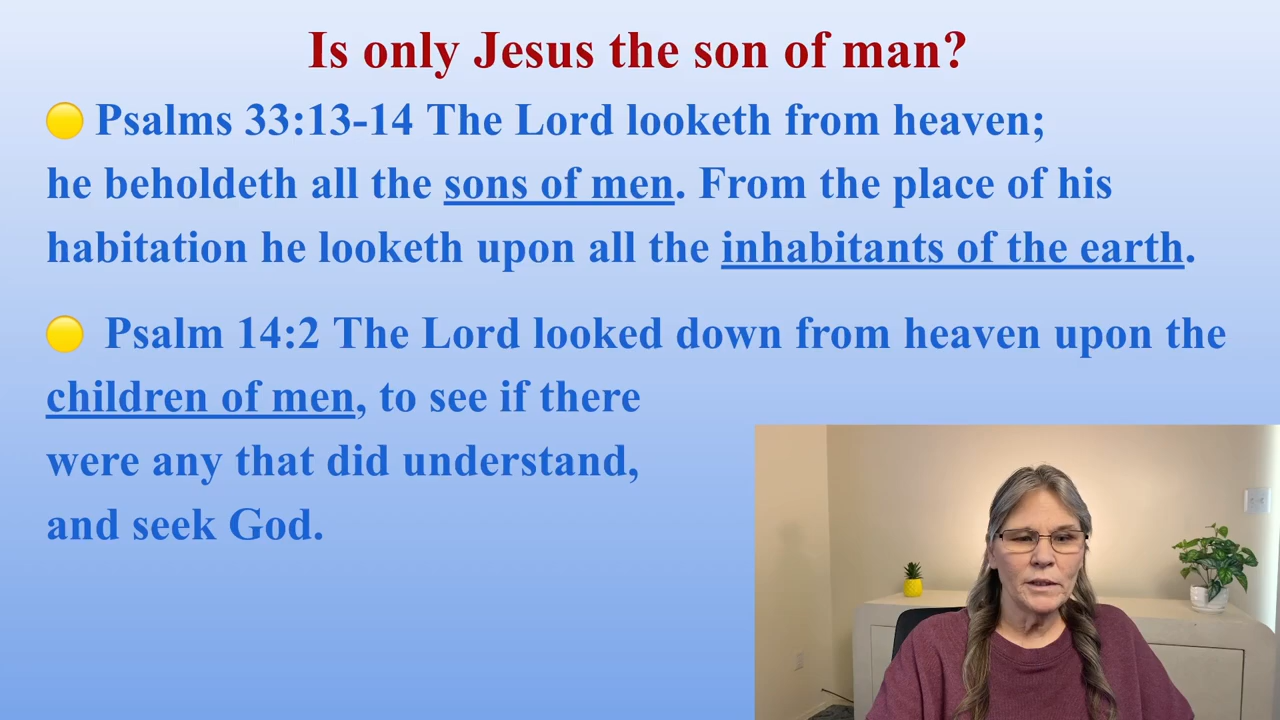 Is only Jesus the son of man?
Psalms 33:13-14 The Lord looketh from heaven;
he beholdeth all the sons of men. From the place of his
habitation he looketh upon all the inhabitants of the earth.
Psalm 14:2 The Lord looked down from heaven upon the
children of men, to see if there
were any that did understand,
and seek God.